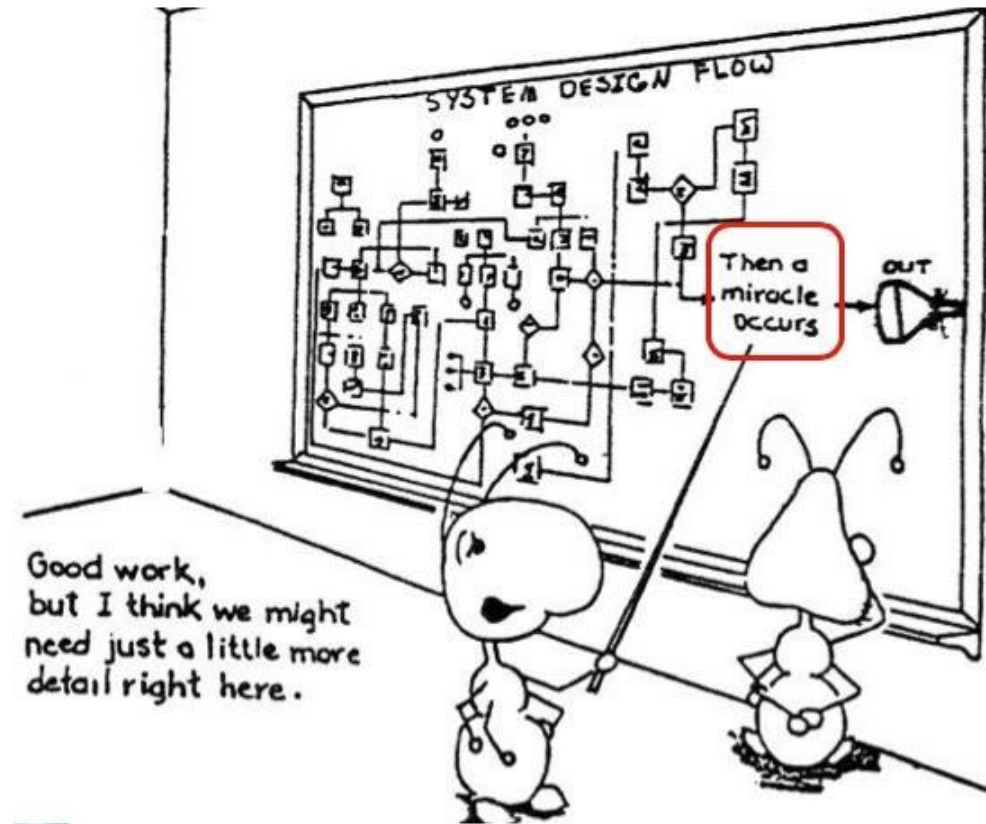 SYSTEM DESIGN FLOW
Then a
miracle
occurs
OUT
Good work,
but I think we might
need just a little more
detail right here.